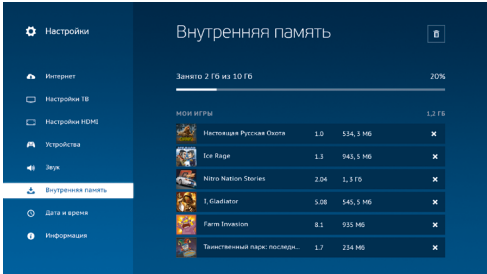 Настройки
Внутренняя память
Интернет
Настройки ТВ
Настройки HDMI
Устройства
Звук
Внутренняя память
Дата и время
Информация
Занято 2 Гб из 10 Гб 20%
МОИ ИГРЫ 1,2 ГБ
Настоящая Русская Охота 1.0 534, 3 Мб
Ice Rage 1.3 943, 5 Мб
Nitro Nation Stories 2.04 1, 3 Гб
I, Gladiator 5.08 545, 5 Мб
Farm Invasion 8.1 935 Мб
Таинственный парк: последн... 1.7 234 Мб